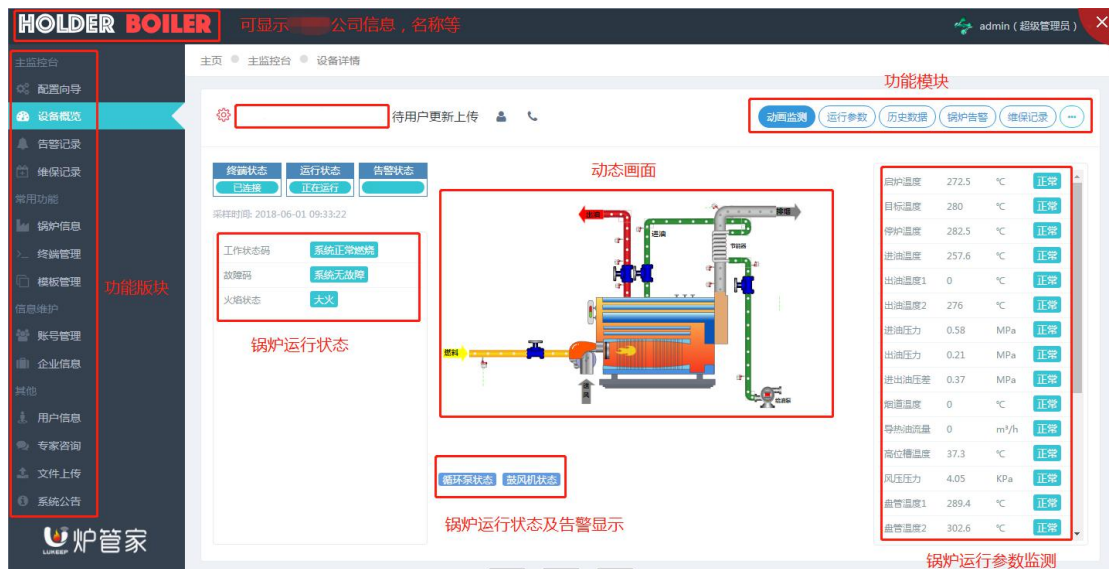 HOLDER BOILER
可显示 公司信息，名称等
admin ( 超级管理员 )
主监控台
主页 主监控台 设备详情
配置向导
功能模块
设备概览
待用户更新上传
动画监测 运行参数 历史数据 锅炉告警 维保记录 ...
告警记录
维保记录
常用功能
锅炉信息
终端管理
模板管理
功能版块
信息维护
账号管理
企业信息
其他
用户信息
专家咨询
文件上传
系统公告
LUKEEP 炉管家
终端状态 运行状态 告警状态
已连接 正在运行
采样时间: 2018-06-01 09:33:22
工作状态码 系统正常燃烧
故障码 系统无故障
火焰状态 大火
锅炉运行状态
动态画面
出油
排烟
进油
节能器
燃料
鼓风
循环泵状态 鼓风机状态
锅炉运行状态及告警显示
启炉温度 272.5 ℃ 正常
目标温度 280 ℃ 正常
停炉温度 282.5 ℃ 正常
进油温度 257.6 ℃ 正常
出油温度1 0 ℃ 正常
出油温度2 276 ℃ 正常
进油压力 0.58 MPa 正常
出油压力 0.21 MPa 正常
进出油压差 0.37 MPa 正常
烟道温度 0 ℃ 正常
导热油流量 0 m³/h 正常
高位槽温度 37.3 ℃ 正常
风压压力 4.05 KPa 正常
盘管温度1 289.4 ℃ 正常
盘管温度2 302.6 ℃ 正常
锅炉运行参数监测